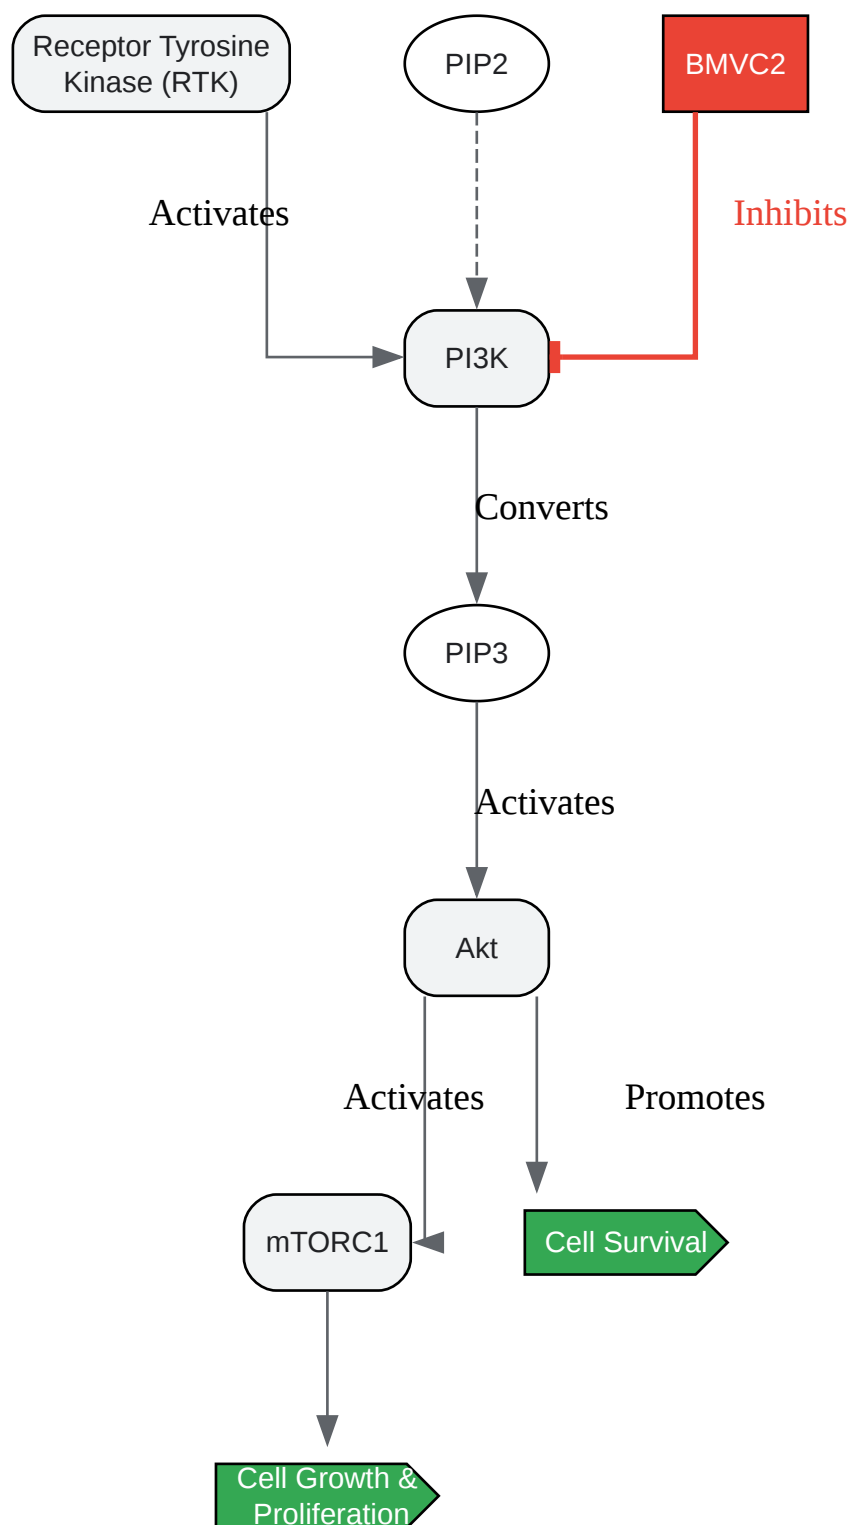 Receptor Tyrosine
Kinase (RTK)
PIP2
BMVC2
Activates
Inhibits
PI3K
Converts
PIP3
Activates
Akt
Activates
Promotes
mTORC1
Cell Survival
Cell Growth &
Proliferation